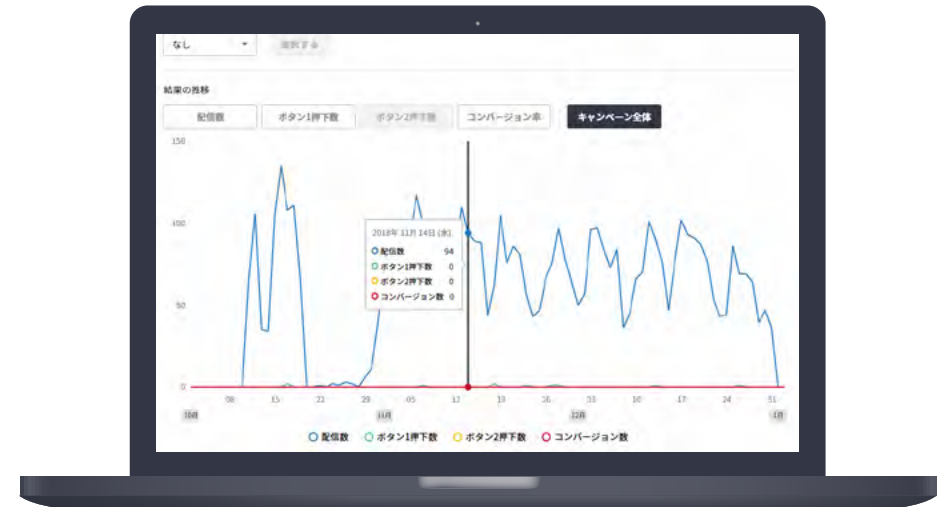 なし
選択する
結果の推移
配信数 ボタン1押下数 ボタン2押下数 コンバージョン率 キャンペーン全体
150
100
50
0
2018年 11月 14日 (水)
配信数 94
ボタン1押下数 0
ボタン2押下数 0
コンバージョン数 0
08 15 22 29 05 12 19 26 03 10 17 24 31
10月 11月 12月 1月
配信数 ボタン1押下数 ボタン2押下数 コンバージョン数